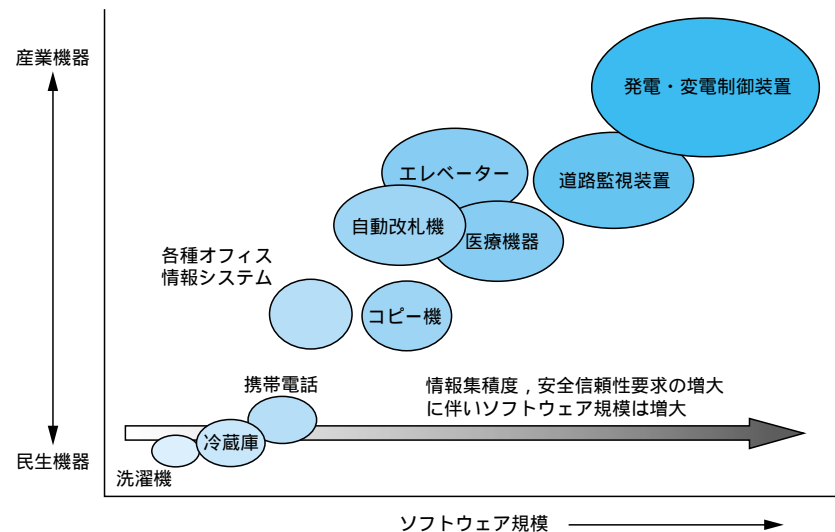 産業機器
発電・変電制御装置
エレベーター
道路監視装置
自動改札機
医療機器
各種オフィス
情報システム
コピー機
携帯電話
情報集積度，安全信頼性要求の増大
に伴いソフトウェア規模は増大
冷蔵庫
民生機器
洗濯機
ソフトウェア規模